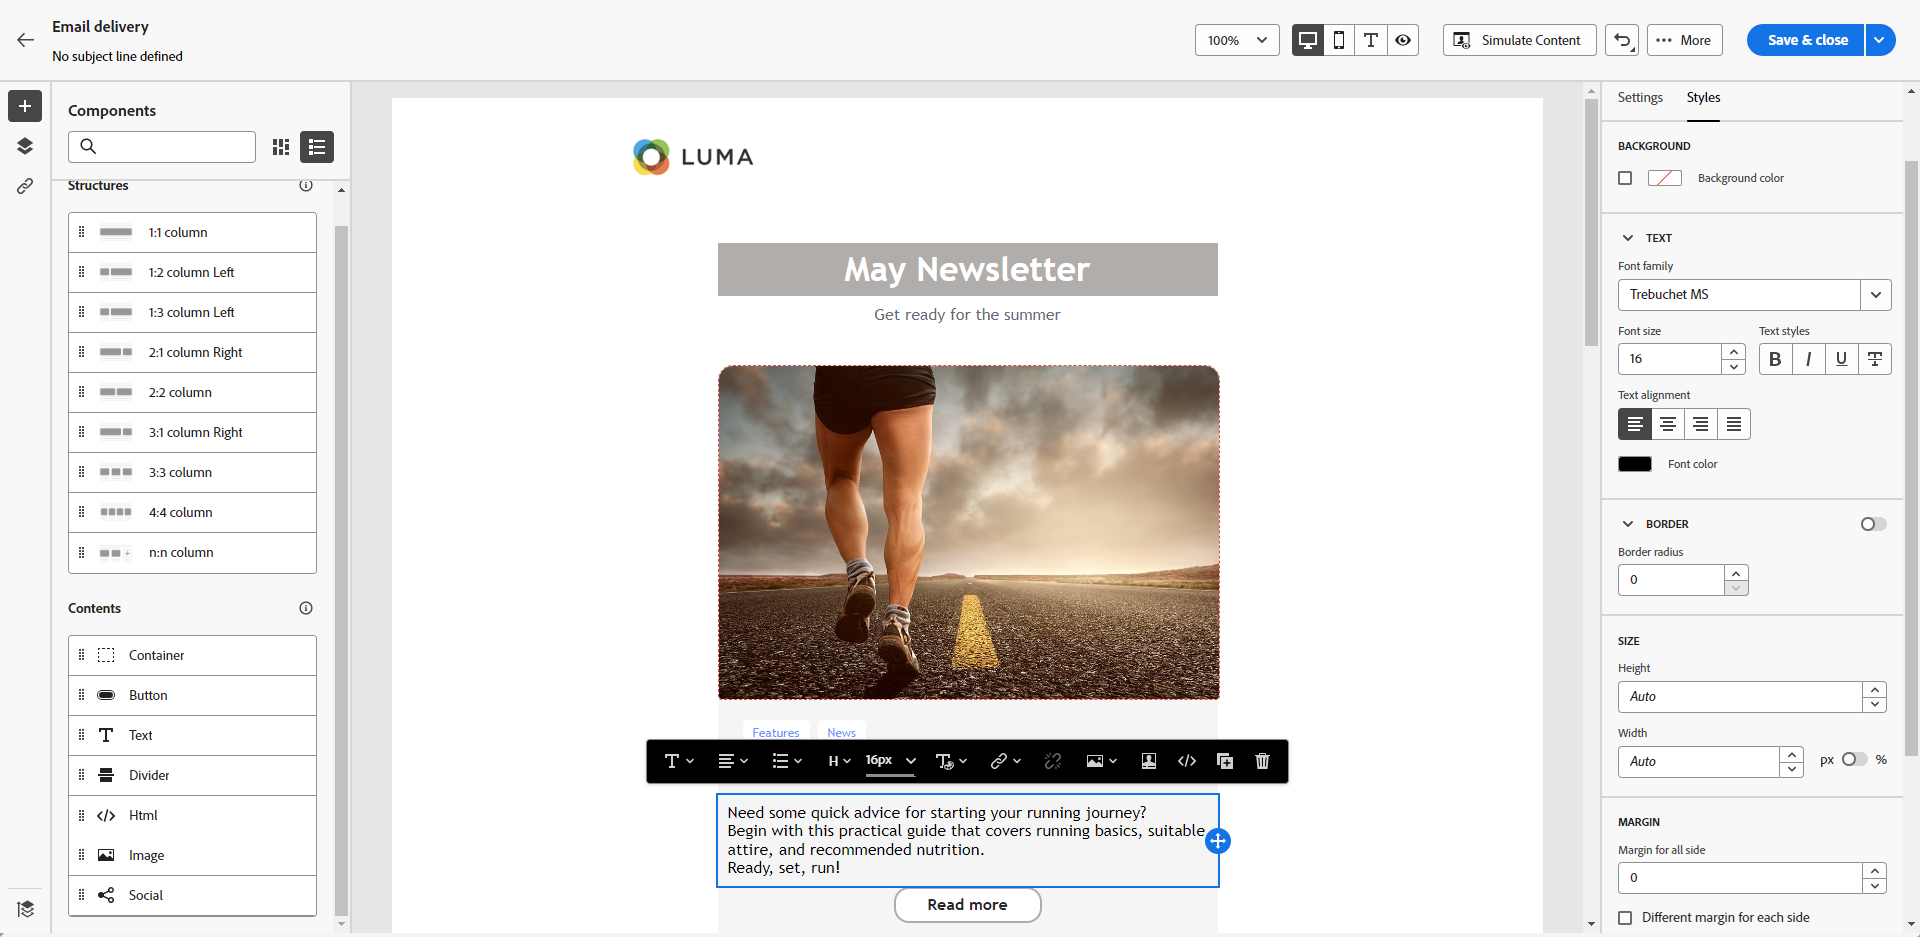 Email delivery
No subject line defined
100%
Simulate Content
More
Save & close
Components
Structures
1:1 column
1:2 column Left
1:3 column Left
2:1 column Right
2:2 column
3:1 column Right
3:3 column
4:4 column
n:n column
Contents
Container
Button
Text
Divider
Html
Image
Social
LUMA
May Newsletter
Get ready for the summer
Features News
H 16px
Need some quick advice for starting your running journey?
Begin with this practical guide that covers running basics, suitable
attire, and recommended nutrition.
Ready, set, run!
Read more
Settings Styles
BACKGROUND
Background color
TEXT
Font family
Trebuchet MS
Font size Text styles
16 B I U T
Text alignment
Font color
BORDER
Border radius
0
SIZE
Height
Auto
Width
Auto px %
MARGIN
Margin for all side
0
Different margin for each side